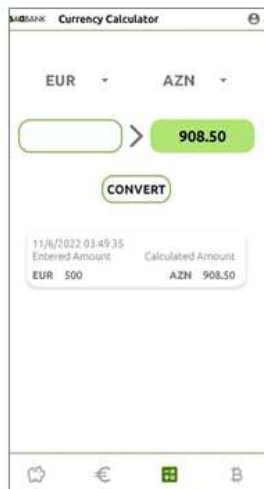 Currency Calculator
EUR AZN
908.50
CONVERT
11/6/2022 03:49:35
Entered Amount Calculated Amount
EUR 500 AZN 908.50